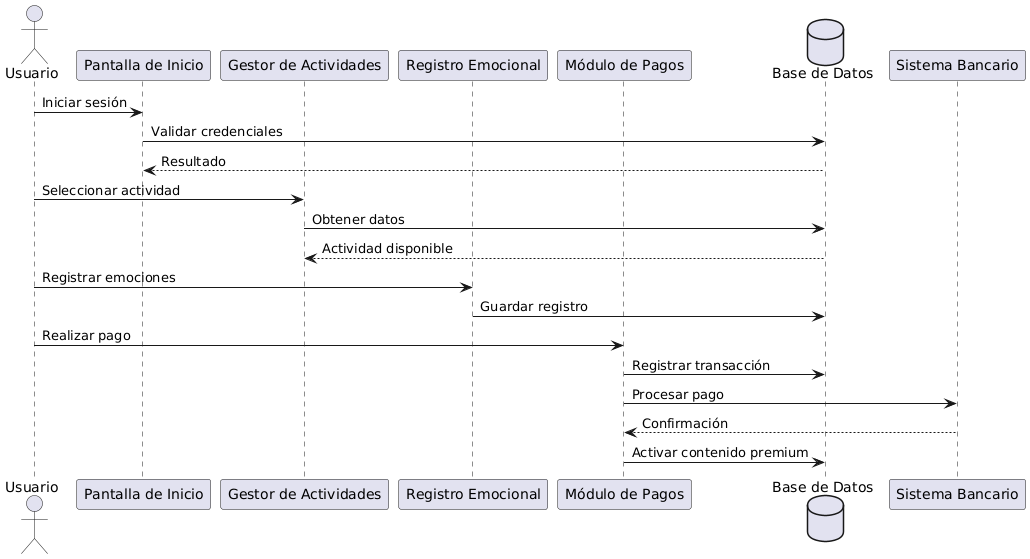 Usuario
Pantalla de Inicio
Gestor de Actividades
Registro Emocional
Módulo de Pagos
Base de Datos
Sistema Bancario
Iniciar sesión
Validar credenciales
Resultado
Seleccionar actividad
Obtener datos
Actividad disponible
Registrar emociones
Guardar registro
Realizar pago
Registrar transacción
Procesar pago
Confirmación
Activar contenido premium
Usuario
Pantalla de Inicio
Gestor de Actividades
Registro Emocional
Módulo de Pagos
Base de Datos
Sistema Bancario